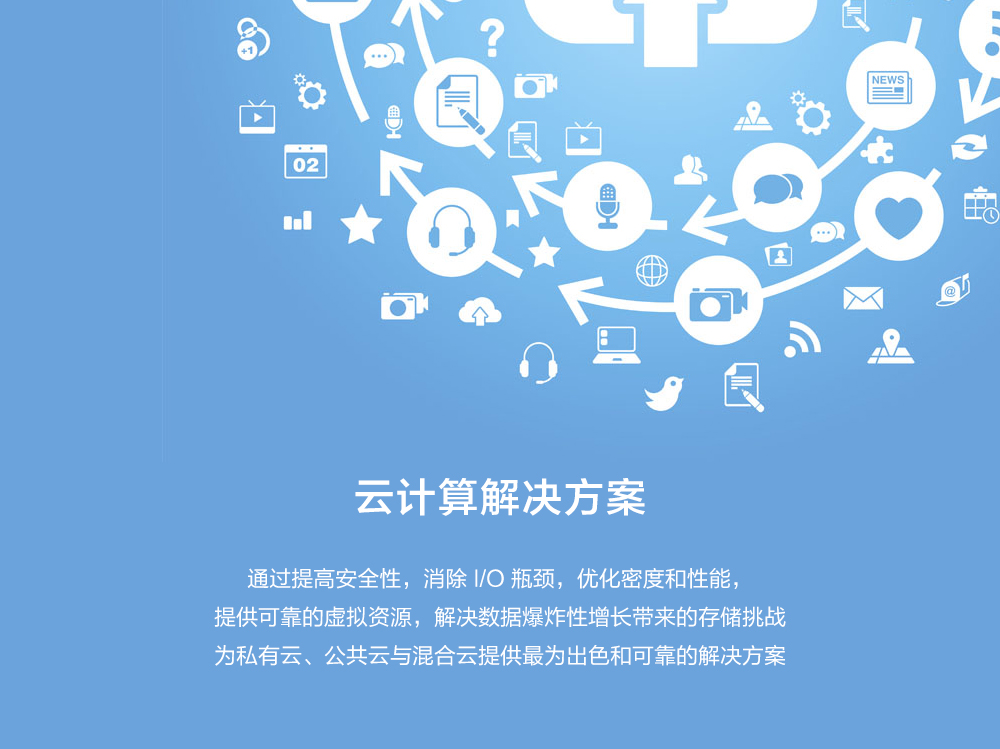 +1
NEWS
02
@
云计算解决方案
通过提高安全性，消除 I/O 瓶颈，优化密度和性能，
提供可靠的虚拟资源，解决数据爆炸性增长带来的存储挑战
为私有云、公共云与混合云提供最为出色和可靠的解决方案